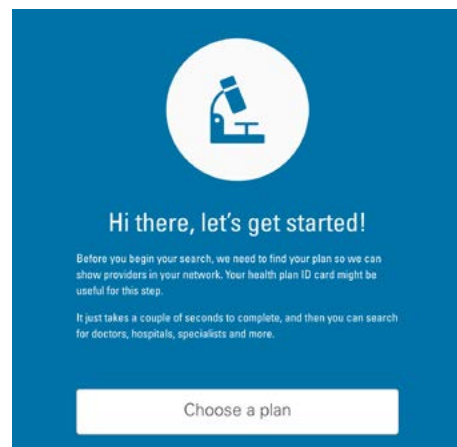 Hi there, let's get started!
Before you begin your search, we need to find your plan so we can
show providers in your network. Your health plan ID card might be
useful for this step.
It just takes a couple of seconds to complete, and then you can search
for doctors, hospitals, specialists and more.
Choose a plan